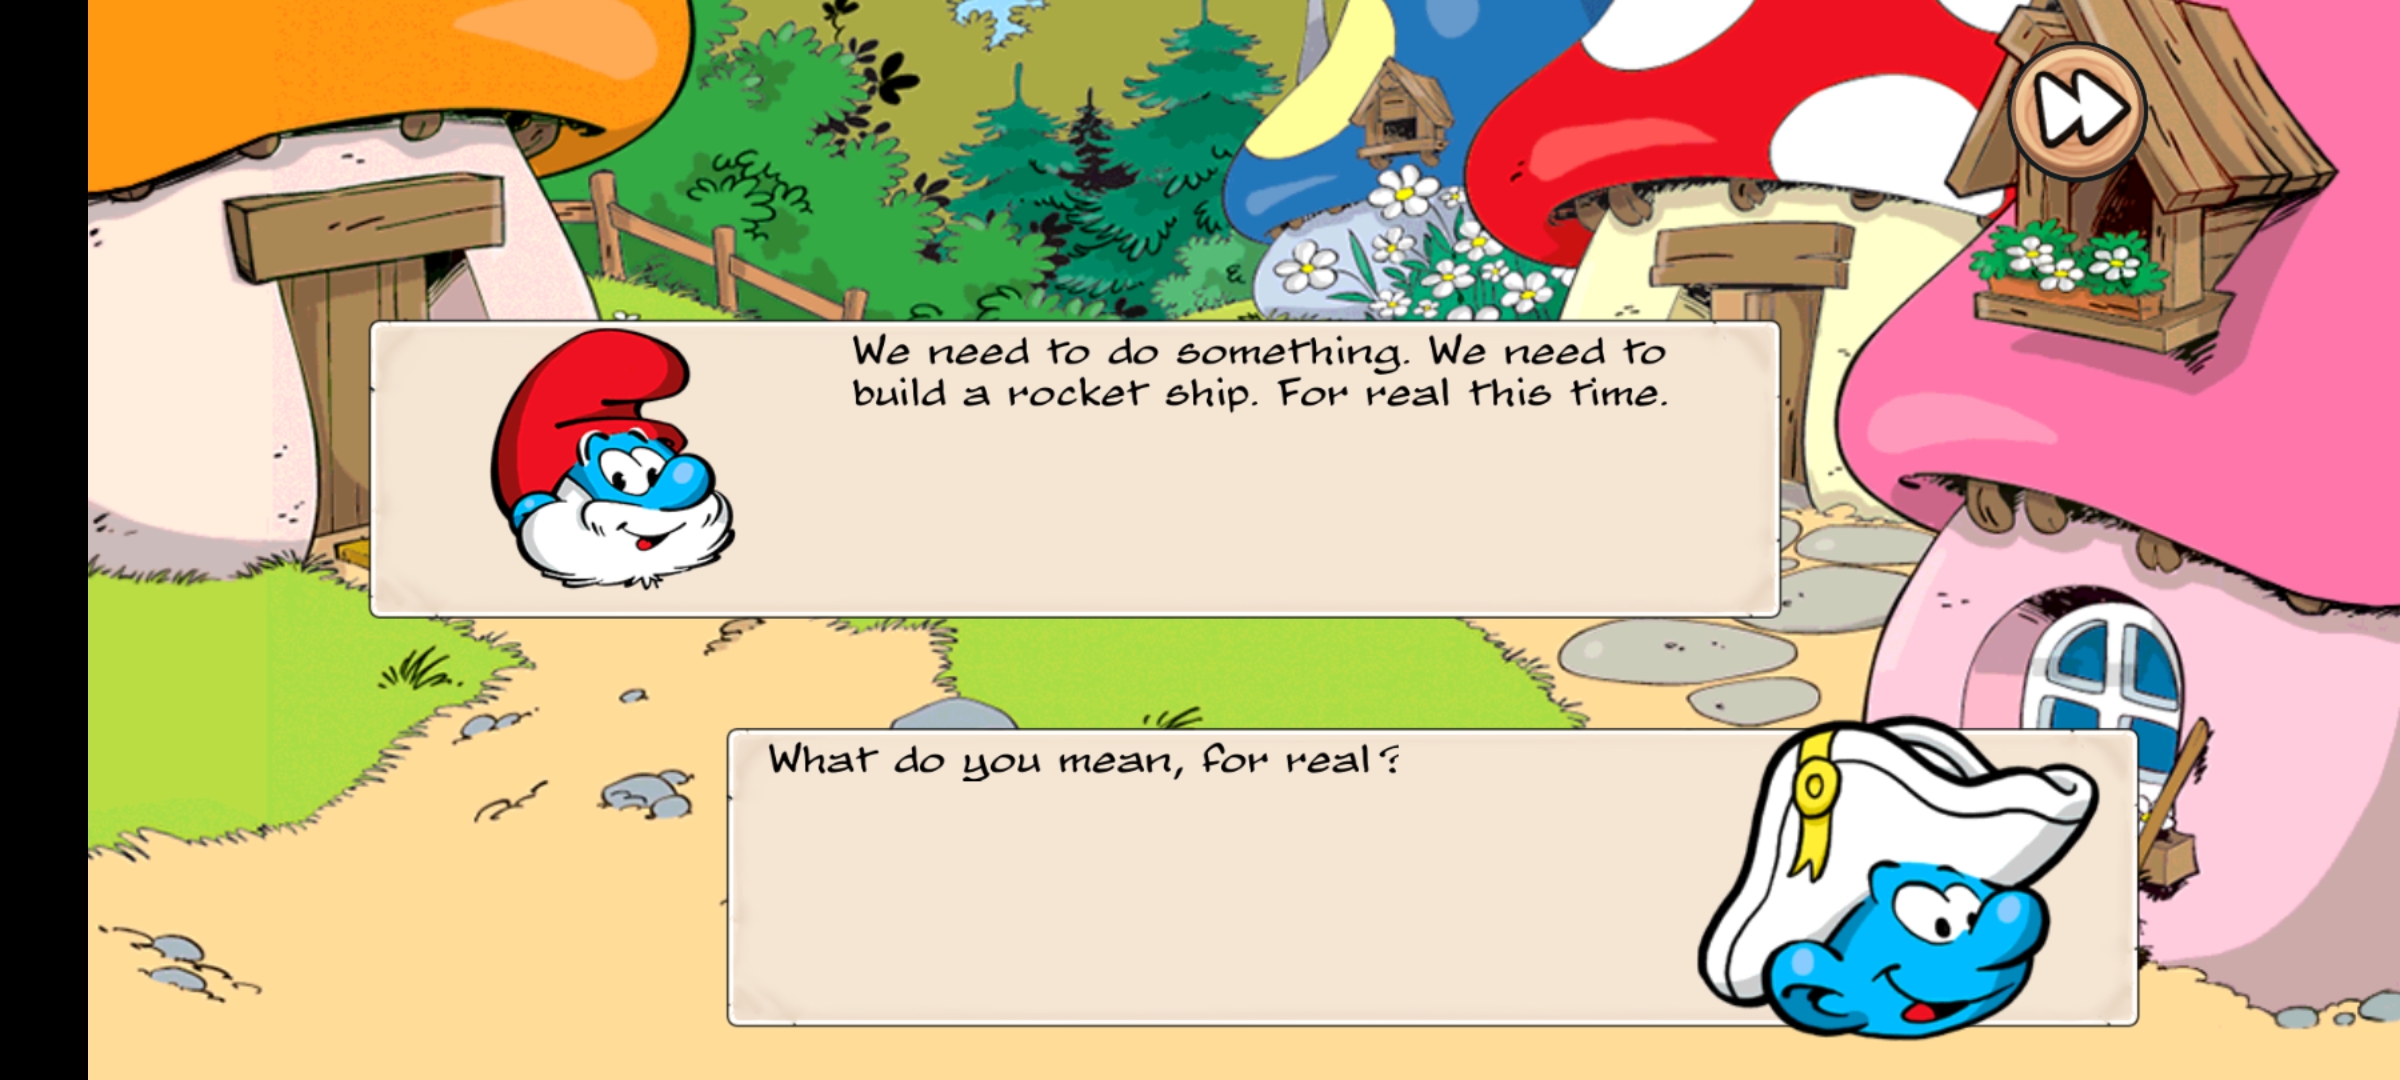 We need to do something. We need to
build a rocket ship. For real this time.
What do you mean, for real?